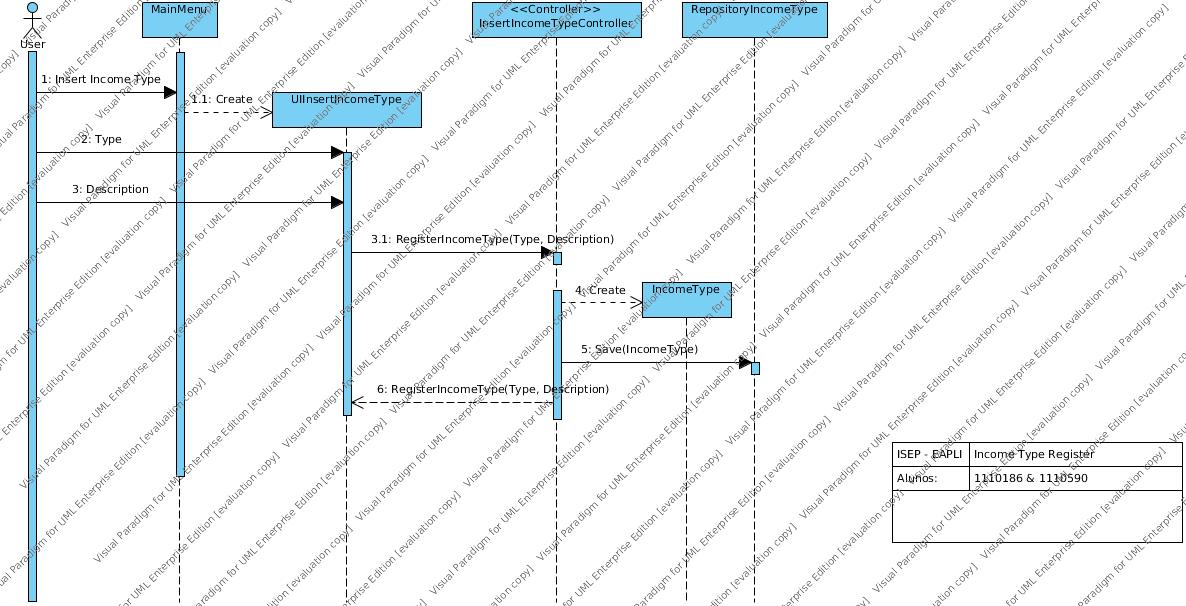 MainMenu
<<Controller>>
InsertIncomeTypeController
RepositoryIncomeType
User
1: Insert Income Type
1.1: Create
UIInsertIncomeType
2: Type
3: Description
3.1: RegisterIncomeType(Type, Description)
4: Create
IncomeType
5: Save(IncomeType)
6: RegisterIncomeType(Type, Description)
ISEP - EAPLI
Income Type Register
Alunos:
1110186 & 1110590
Visual Paradigm for UML Enterprise Edition [evaluation copy]